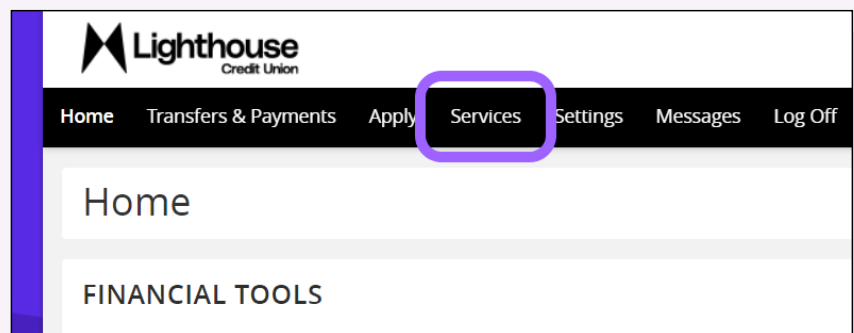 Lighthouse
Credit Union
Home Transfers & Payments Apply Services Settings Messages Log Off
Home
FINANCIAL TOOLS